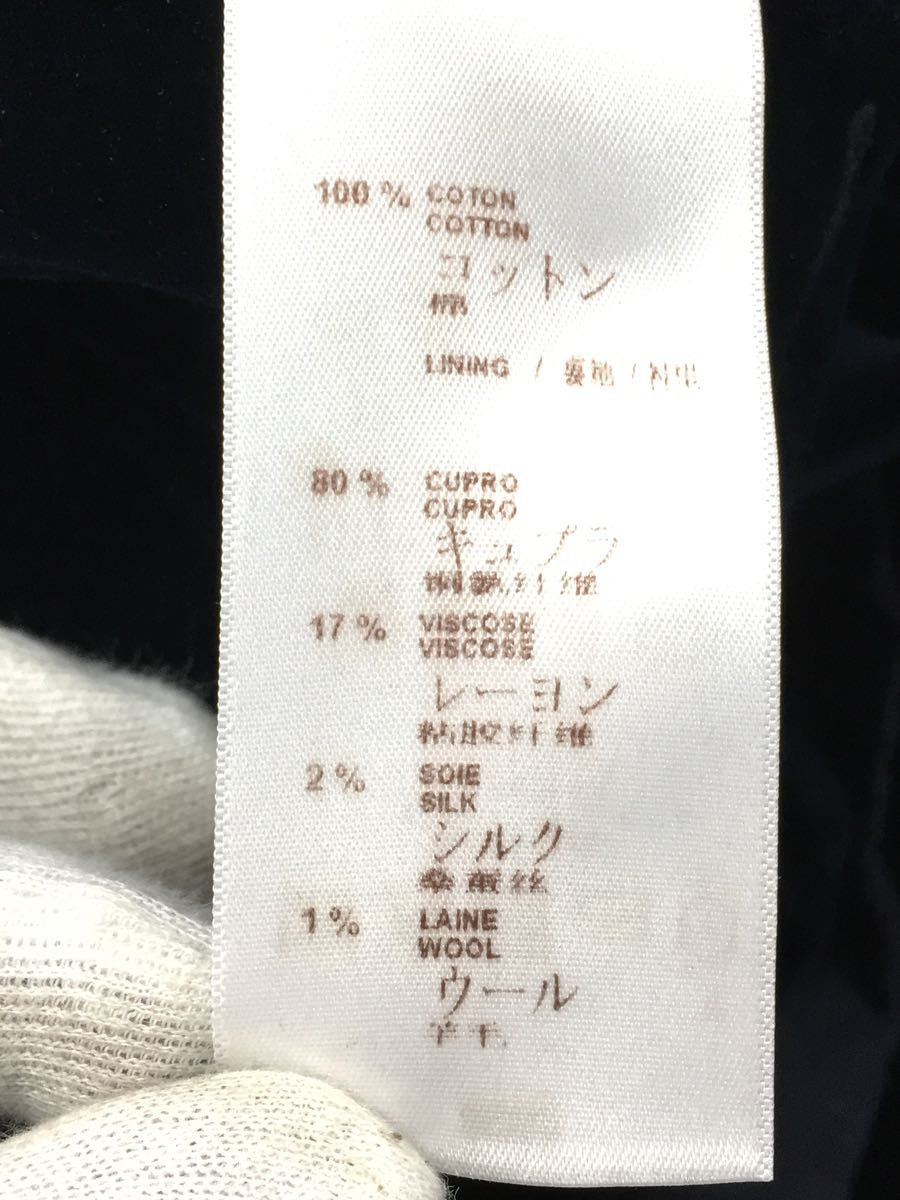 100 % COTON
COTTON
コットン
棉
LINING / 裏地 / 衬里
80 % CUPRO
CUPRO
キュプラ
铜氨纤维
17 % VISCOSE
VISCOSE
レーヨン
粘胶纤维
2 % SOIE
SILK
シルク
桑蚕丝
1 % LAINE
WOOL
ウール
羊毛